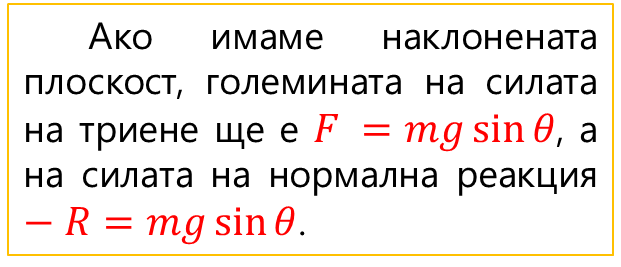 Ако имаме наклонената
плоскост, големината на силата
на триене ще е F = mg sin θ, а
на силата на нормална реакция
− R = mg sin θ.